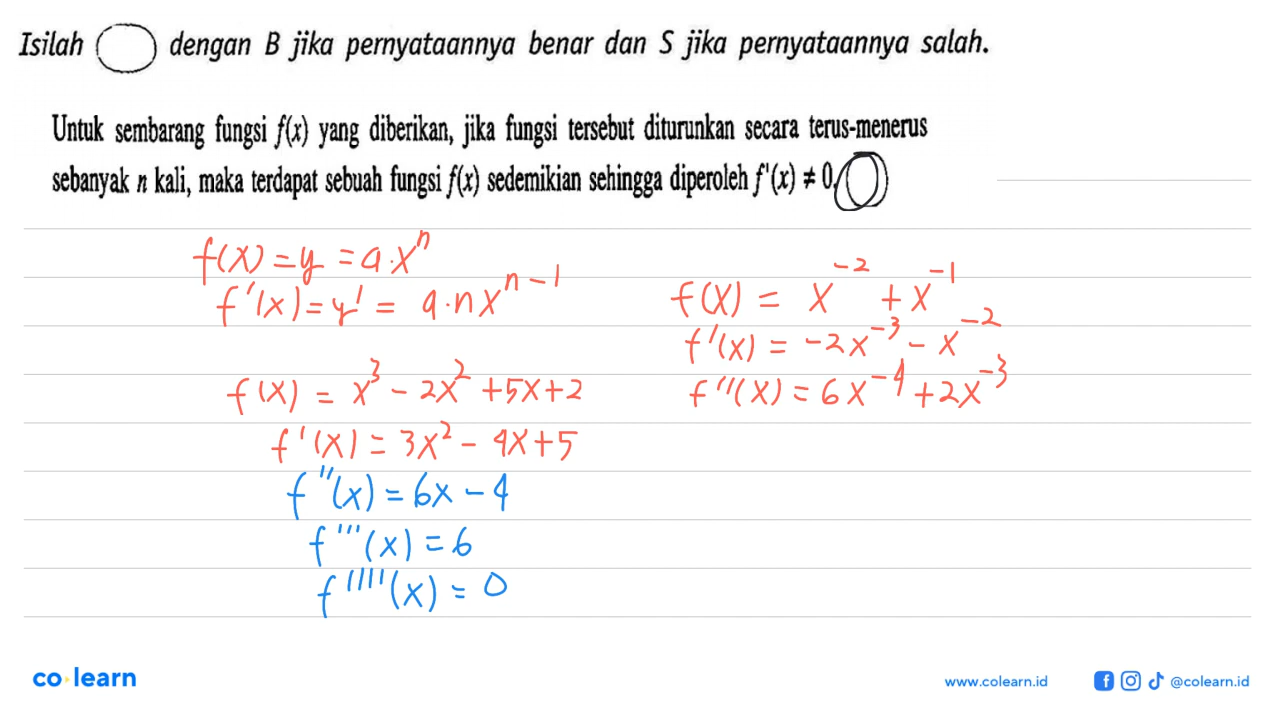 Isilah ◯ dengan B jika pernyataannya benar dan S jika pernyataannya salah.
Untuk sembarang fungsi f(x) yang diberikan, jika fungsi tersebut diturunkan secara terus-menerus
sebanyak n kali, maka terdapat sebuah fungsi f(x) sedemikian sehingga diperoleh f'(x) ≠ 0.
f(x) = y = a·x^n
f'(x) = y' = a·nx^{n-1}
f(x) = x^3 - 2x^2 + 5x + 2
f'(x) = 3x^2 - 4x + 5
f''(x) = 6x - 4
f'''(x) = 6
f''''(x) = 0
f(x) = x^{-2} + x^{-1}
f'(x) = -2x^{-3} - x^{-2}
f''(x) = 6x^{-4} + 2x^{-3}
co·learn
www.colearn.id
@colearn.id